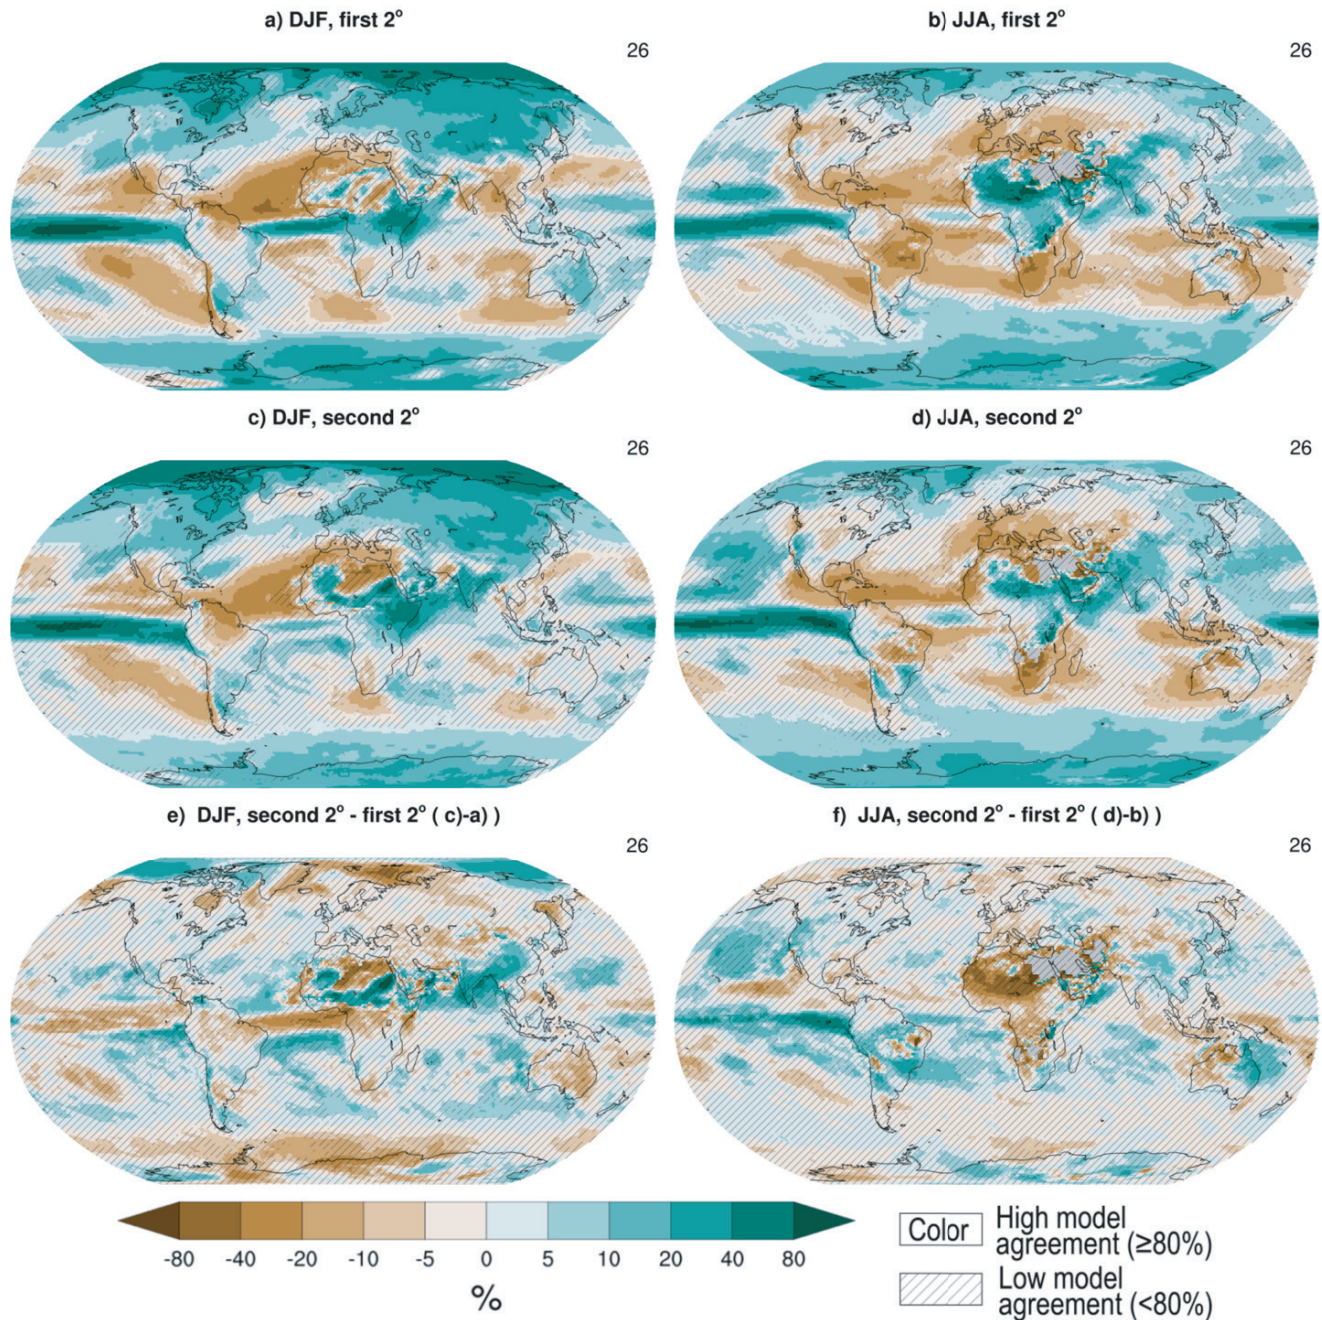 a) DJF, first 2°
b) JJA, first 2°
26
26
c) DJF, second 2°
d) JJA, second 2°
26
26
e) DJF, second 2° - first 2° ( c)-a) )
f) JJA, second 2° - first 2° ( d)-b) )
26
26
-80 -40 -20 -10 -5 0 5 10 20 40 80
%
Color
High model
agreement (≥80%)
Low model
agreement (<80%)